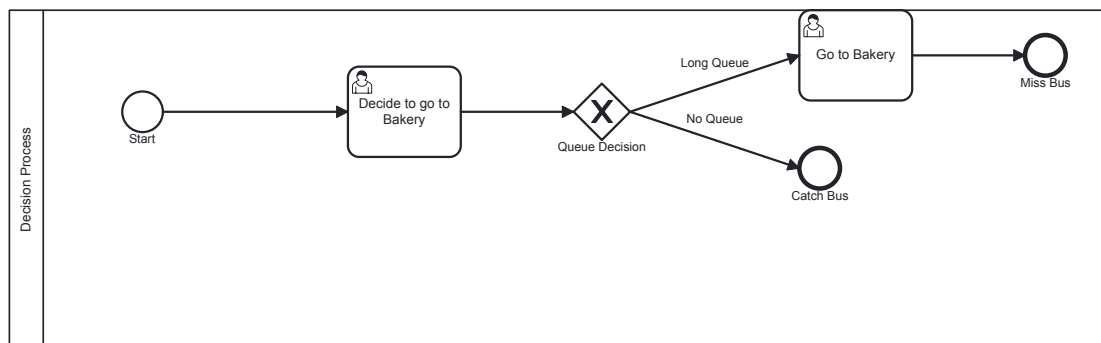 Decision Process
Start
Decide to go to
Bakery
Queue Decision
Long Queue
No Queue
Go to Bakery
Miss Bus
Catch Bus